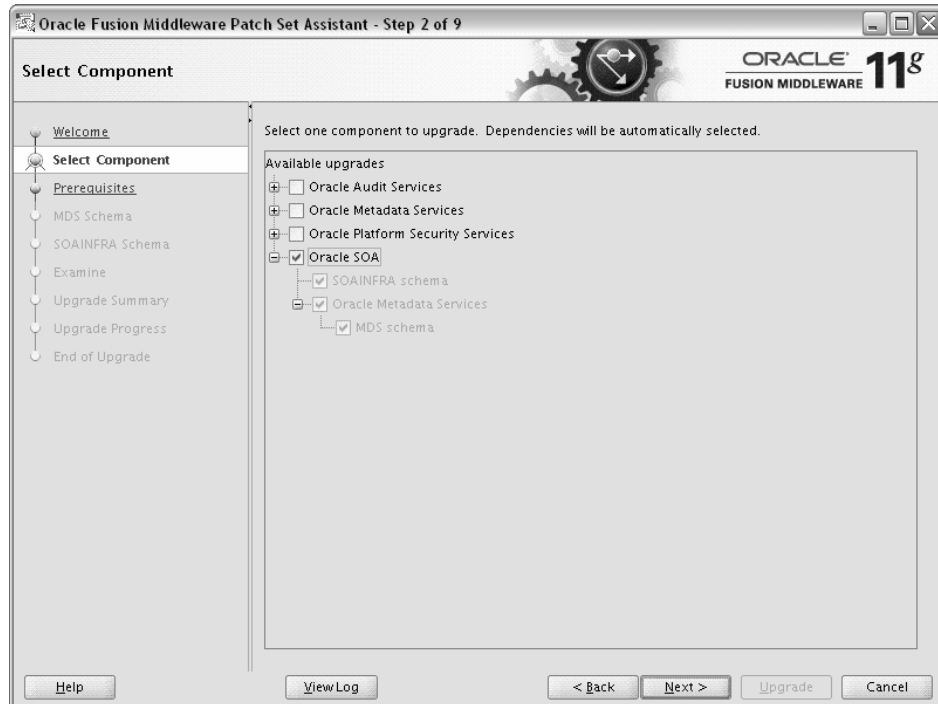 Oracle Fusion Middleware Patch Set Assistant - Step 2 of 9
Select Component
ORACLE
FUSION MIDDLEWARE
11g
Welcome
Select Component
Prerequisites
MDS Schema
SOAINFRA Schema
Examine
Upgrade Summary
Upgrade Progress
End of Upgrade
Select one component to upgrade. Dependencies will be automatically selected.
Available upgrades
Oracle Audit Services
Oracle Metadata Services
Oracle Platform Security Services
Oracle SOA
SOAINFRA schema
Oracle Metadata Services
MDS schema
Help
View Log
< Back
Next >
Upgrade
Cancel